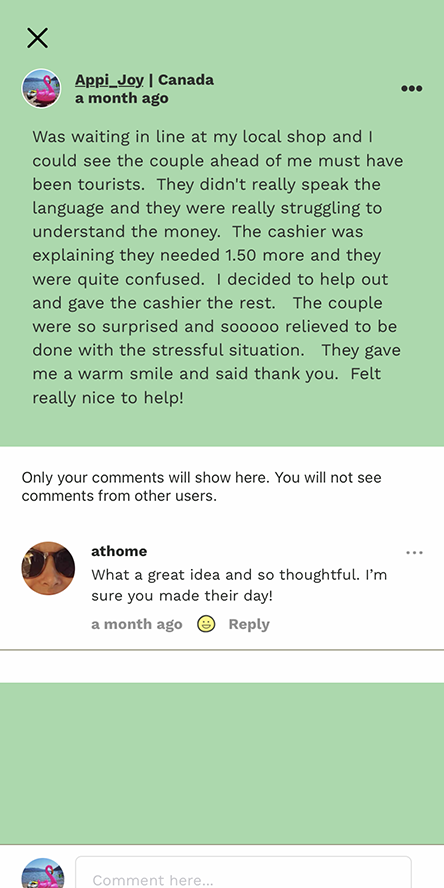 Appi_Joy | Canada
a month ago
Was waiting in line at my local shop and I
could see the couple ahead of me must have
been tourists.  They didn't really speak the
language and they were really struggling to
understand the money.  The cashier was
explaining they needed 1.50 more and they
were quite confused.  I decided to help out
and gave the cashier the rest.   The couple
were so surprised and sooooo relieved to be
done with the stressful situation.   They gave
me a warm smile and said thank you.  Felt
really nice to help!
Only your comments will show here. You will not see
comments from other users.
athome
What a great idea and so thoughtful. I’m
sure you made their day!
a month ago Reply
Comment here...